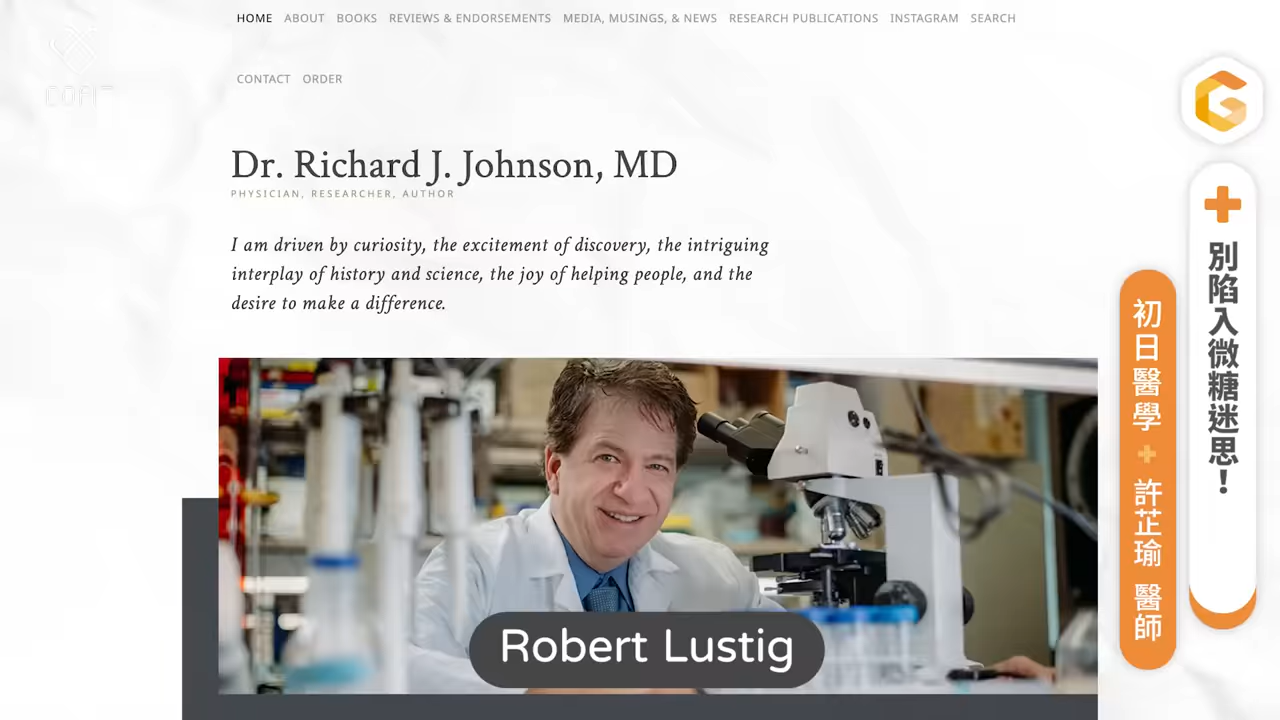 HOME ABOUT BOOKS REVIEWS & ENDORSEMENTS MEDIA, MUSINGS, & NEWS RESEARCH PUBLICATIONS INSTAGRAM SEARCH
CONTACT ORDER
COFIT
Dr. Richard J. Johnson, MD
PHYSICIAN, RESEARCHER, AUTHOR
I am driven by curiosity, the excitement of discovery, the intriguing
interplay of history and science, the joy of helping people, and the
desire to make a difference.
Robert Lustig
別陷入微糖迷思！
初日醫學 + 許芷瑜 醫師